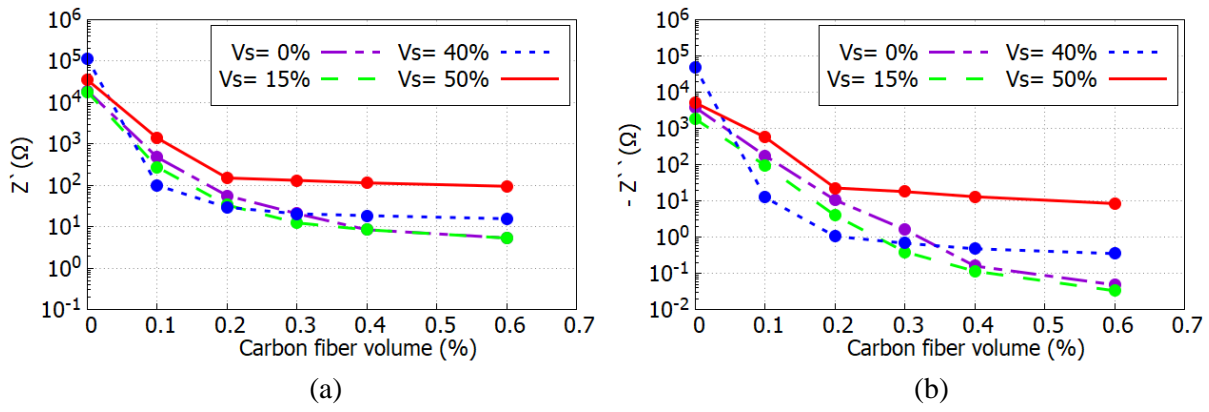 10^6
10^5
10^4
10^3
10^2
10^1
10^0
10^-1
Z` (Ω)
Vs= 0% Vs= 40%
Vs= 15% Vs= 50%
0 0.1 0.2 0.3 0.4 0.5 0.6 0.7
Carbon fiber volume (%)
(a)
10^6
10^5
10^4
10^3
10^2
10^1
10^0
10^-1
10^-2
- Z`` (Ω)
Vs= 0% Vs= 40%
Vs= 15% Vs= 50%
0 0.1 0.2 0.3 0.4 0.5 0.6 0.7
Carbon fiber volume (%)
(b)